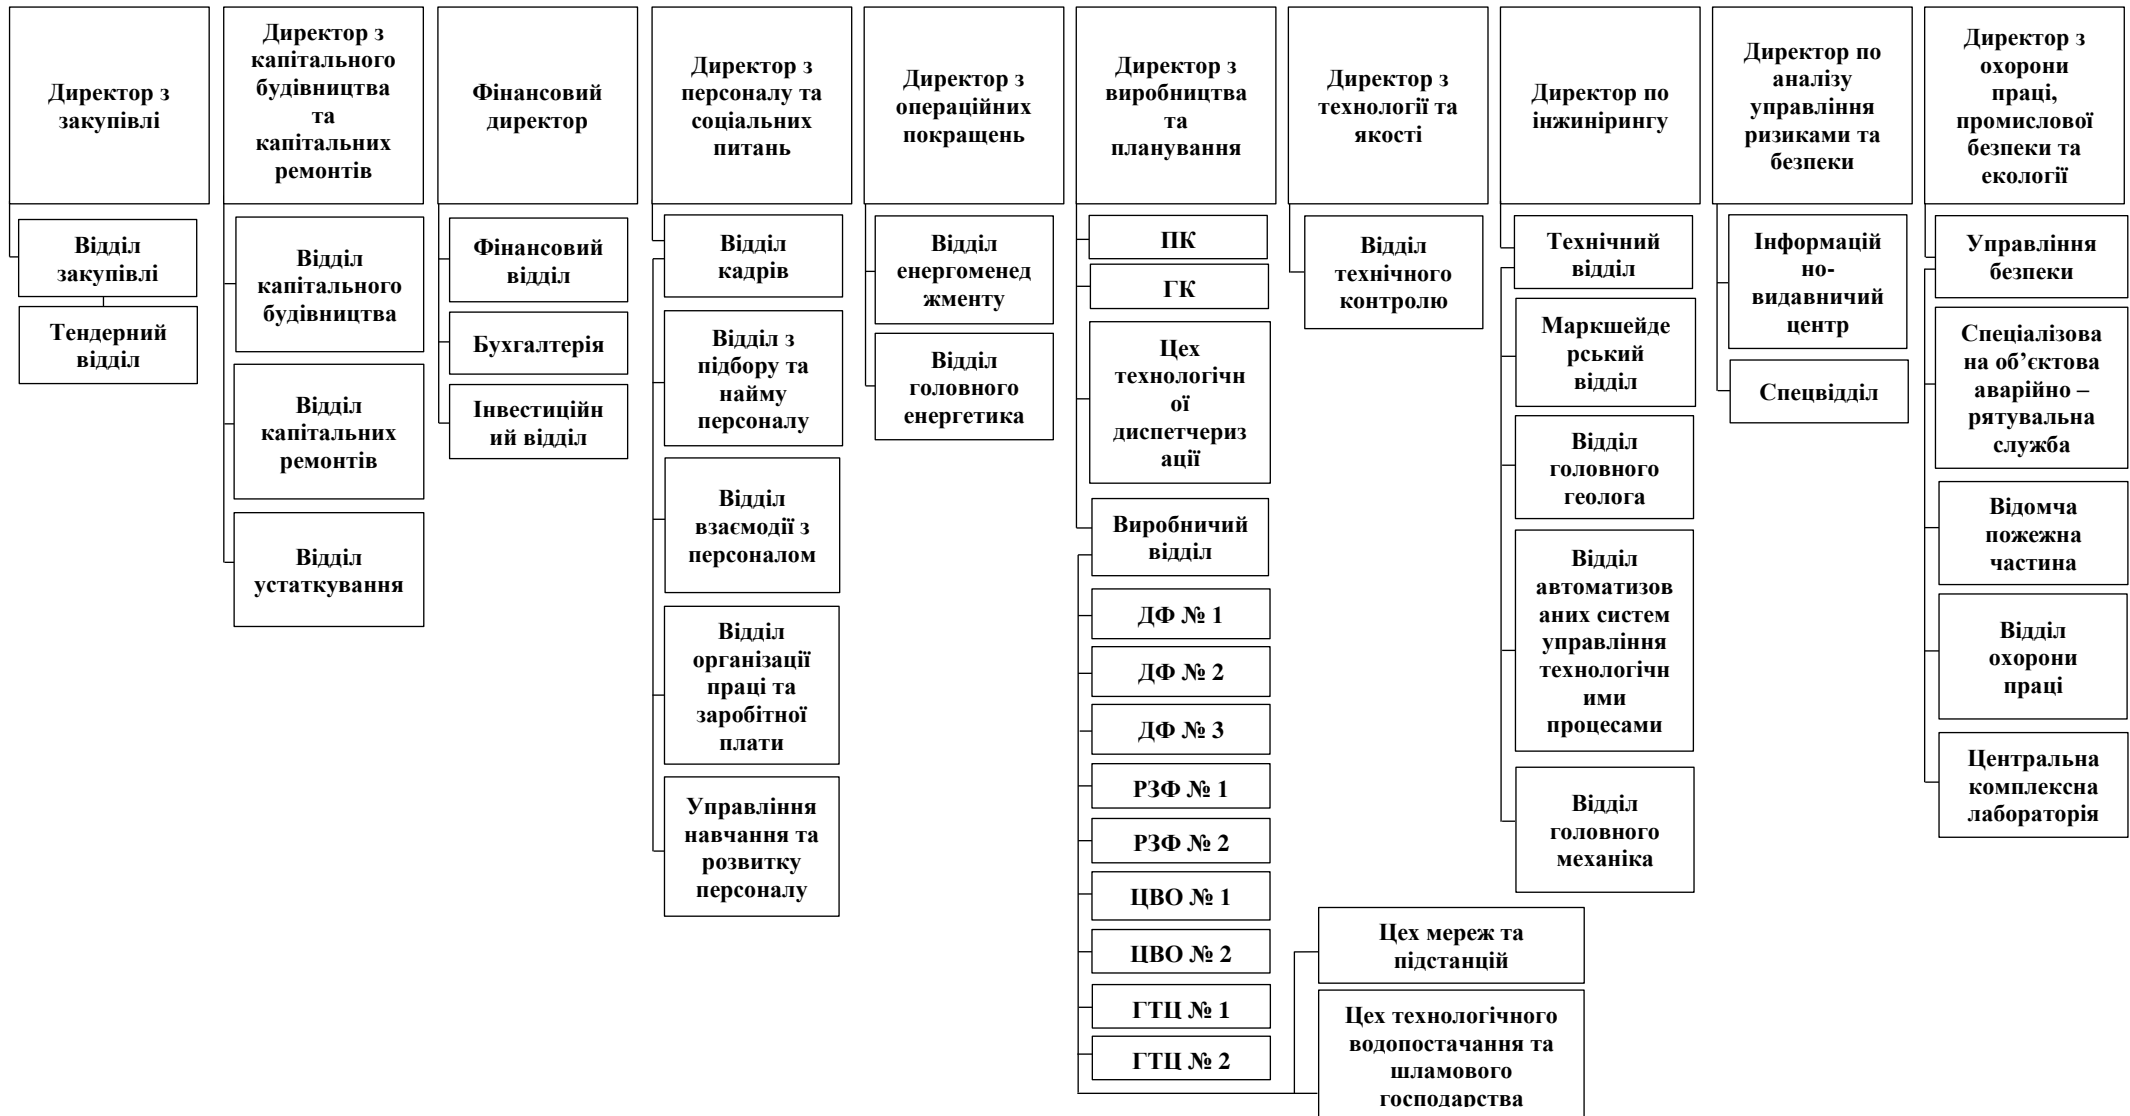 Директор з
закупівлі
Відділ
закупівлі
Тендерний
відділ
Директор з
капітального
будівництва
та
капітальних
ремонтів
Відділ
капітального
будівництва
Відділ
капітальних
ремонтів
Відділ
устаткування
Фінансовий
директор
Фінансовий
відділ
Бухгалтерія
Інвестиційн
ий відділ
Директор з
персоналу та
соціальних
питань
Відділ
кадрів
Відділ з
підбору та
найму
персоналу
Відділ
взаємодії з
персоналом
Відділ
організації
праці та
заробітної
плати
Управління
навчання та
розвитку
персоналу
Директор з
операційних
покращень
Відділ
енергоменед
жменту
Відділ
головного
енергетика
Директор з
виробництва
та
планування
ПК
ГК
Цех
технологічн
ої
диспетчериз
ації
Виробничий
відділ
ДФ № 1
ДФ № 2
ДФ № 3
РЗФ № 1
РЗФ № 2
ЦВО № 1
ЦВО № 2
ГТЦ № 1
ГТЦ № 2
Цех мереж та
підстанцій
Цех технологічного
водопостачання та
шламового
господарства
Директор з
технології та
якості
Відділ
технічного
контролю
Директор по
інжинірингу
Технічний
відділ
Маркшейде
рський
відділ
Відділ
головного
геолога
Відділ
автоматизов
аних систем
управління
технологічн
ими
процесами
Відділ
головного
механіка
Директор по
аналізу
управління
ризиками та
безпеки
Інформацій
но-
видавничий
центр
Спецвідділ
Директор з
охорони
праці,
промислової
безпеки та
екології
Управління
безпеки
Спеціалізова
на об’єктова
аварійно –
рятувальна
служба
Відомча
пожежна
частина
Відділ
охорони
праці
Центральна
комплексна
лабораторія